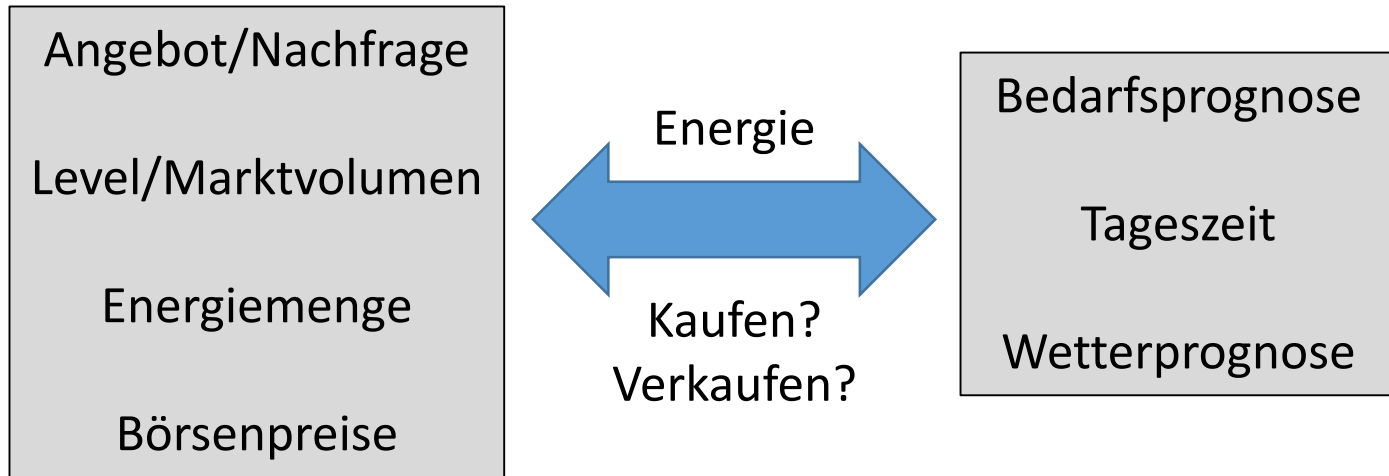 Angebot/Nachfrage
Level/Marktvolumen
Energiemenge
Börsenpreise
Energie
Kaufen?
Verkaufen?
Bedarfsprognose
Tageszeit
Wetterprognose